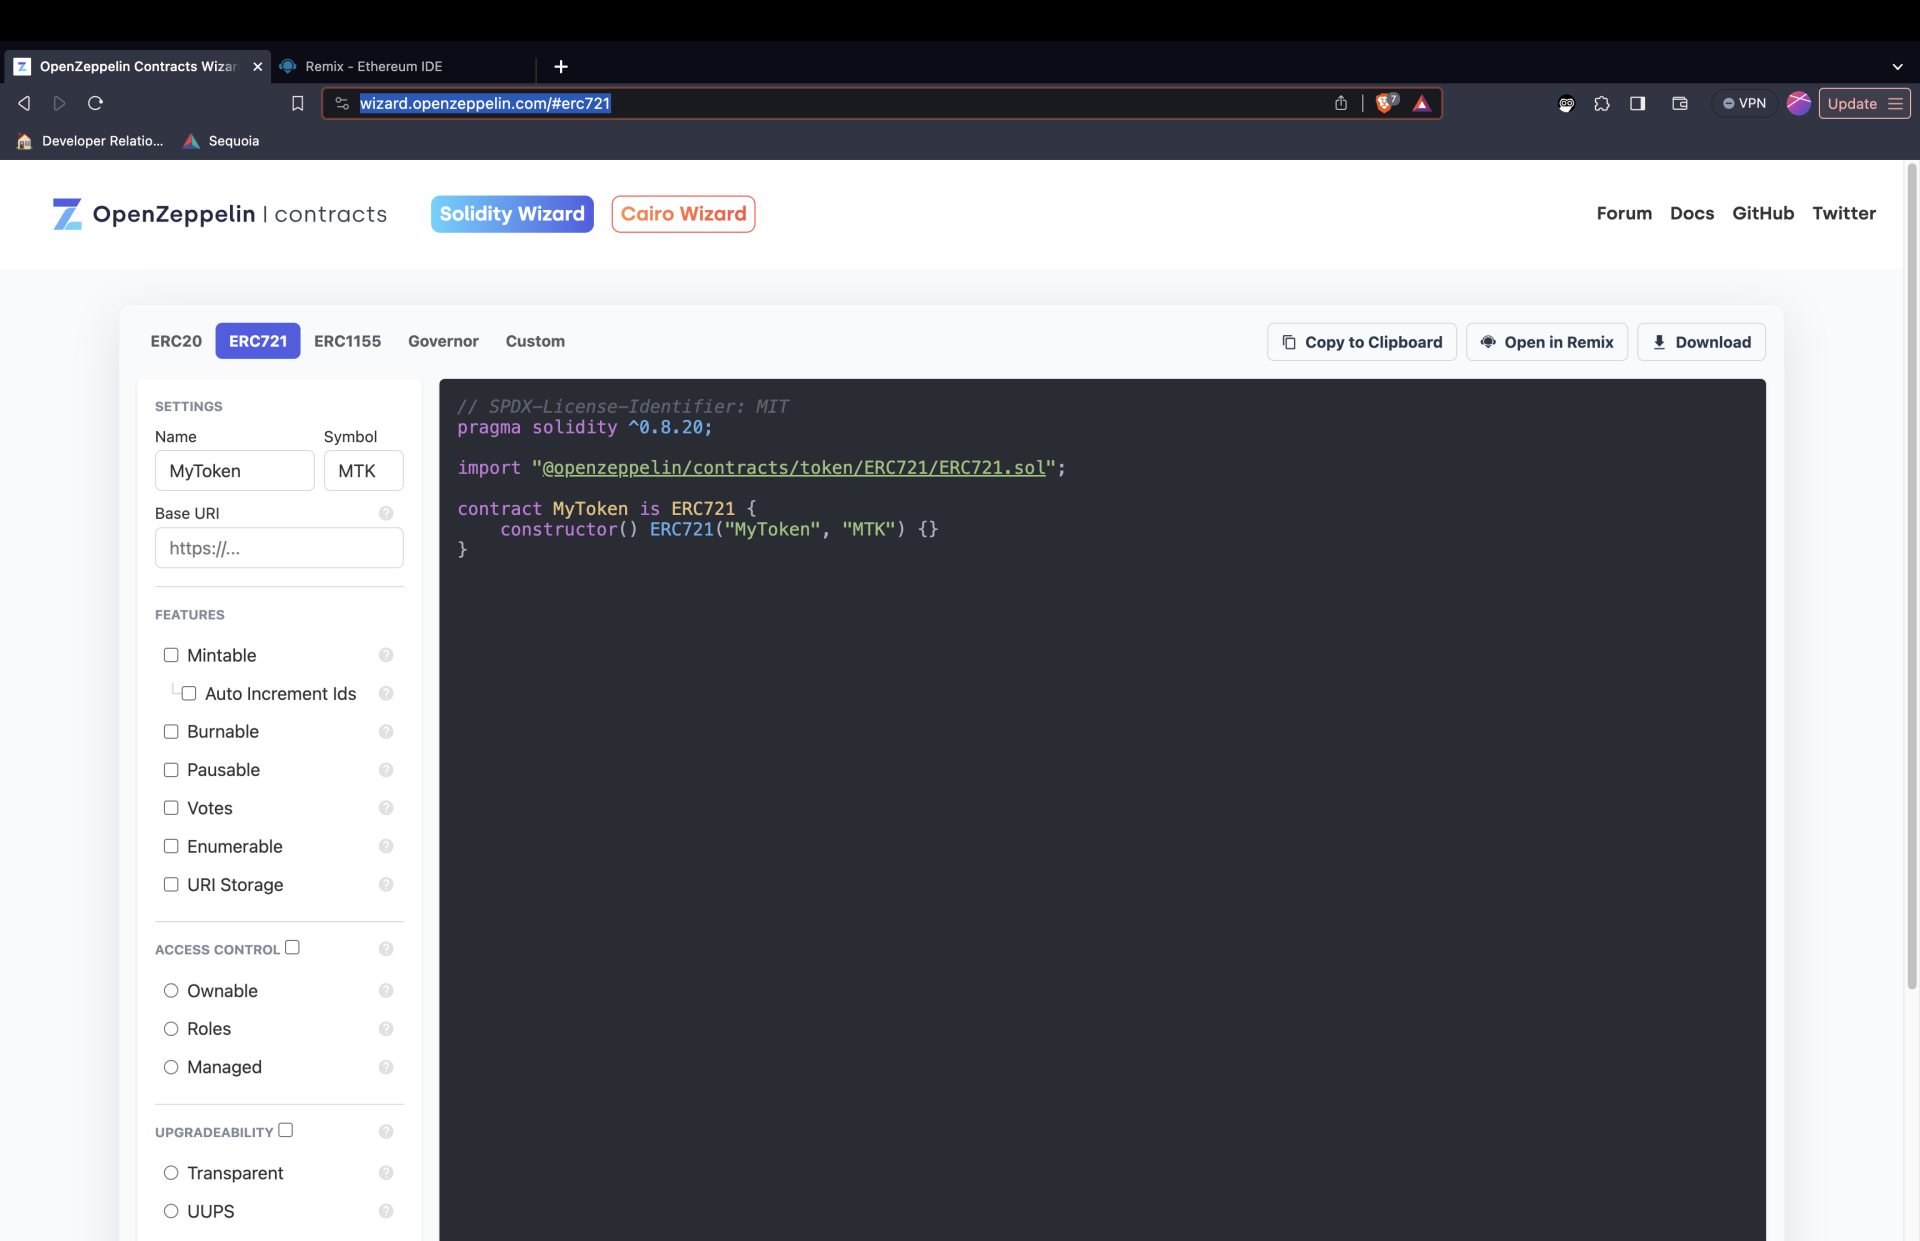 OpenZeppelin Contracts Wizar
Remix - Ethereum IDE
wizard.openzeppelin.com/#erc721
7
VPN
Update
Developer Relatio...
Sequoia
OpenZeppelin | contracts
Solidity Wizard
Cairo Wizard
Forum
Docs
GitHub
Twitter
ERC20
ERC721
ERC1155
Governor
Custom
Copy to Clipboard
Open in Remix
Download
SETTINGS
Name
Symbol
MyToken
MTK
Base URI
?
https://...
FEATURES
Mintable
?
Auto Increment Ids
?
Burnable
?
Pausable
?
Votes
?
Enumerable
?
URI Storage
?
ACCESS CONTROL
?
Ownable
?
Roles
?
Managed
?
UPGRADEABILITY
?
Transparent
?
UUPS
?
// SPDX-License-Identifier: MIT
pragma solidity ^0.8.20;
import "@openzeppelin/contracts/token/ERC721/ERC721.sol";
contract MyToken is ERC721 {
constructor() ERC721("MyToken", "MTK") {}
}